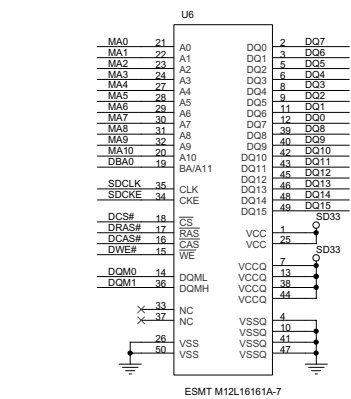 U6
MA0 21 A0 DQ0 2 DQ7
MA1 22 A1 DQ1 3 DQ6
MA2 23 A2 DQ2 5 DQ5
MA3 24 A3 DQ3 6 DQ4
MA4 27 A4 DQ4 8 DQ3
MA5 28 A5 DQ5 9 DQ2
MA6 29 A6 DQ6 11 DQ1
MA7 30 A7 DQ7 12 DQ0
MA8 31 A8 DQ8 39 DQ8
MA9 32 A9 DQ9 40 DQ9
MA10 20 A10 DQ10 42 DQ10
DBA0 19 BA/A11 DQ11 43 DQ11
DQ12 45 DQ12
SDCLK 35 CLK DQ13 46 DQ13
SDCKE 34 CKE DQ14 48 DQ14
DQ15 49 DQ15
SD33
DCS# 18 CS
DRAS# 17 RAS VCC 1
DCAS# 16 CAS VCC 25
DWE# 15 WE
SD33
VCCQ 7
DQM0 14 DQML VCCQ 13
DQM1 36 DQMH VCCQ 38
VCCQ 44
33 NC
37 NC VSSQ 4
VSSQ 10
26 VSS VSSQ 41
50 VSS VSSQ 47
ESMT M12L16161A-7